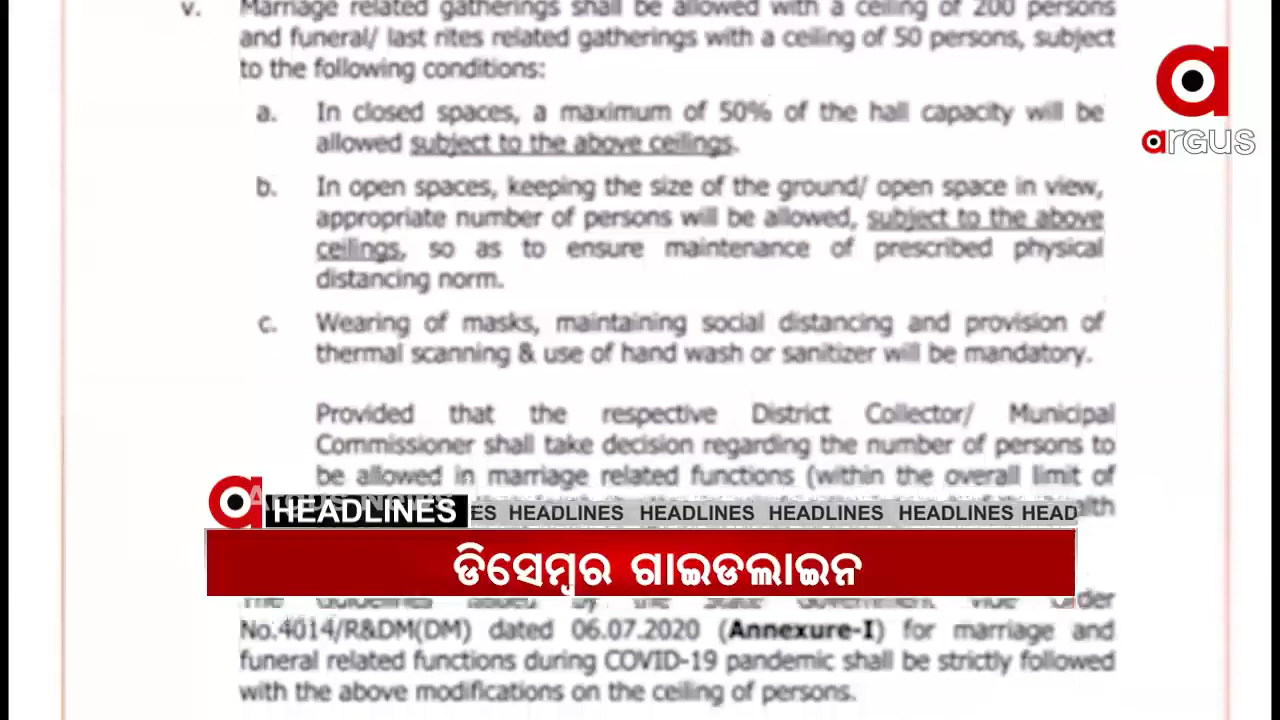 v. Marriage related gatherings shall be allowed with a ceiling of 200 persons
and funeral/ last rites related gatherings with a ceiling of 50 persons, subject
to the following conditions:
a. In closed spaces, a maximum of 50% of the hall capacity will be
allowed subject to the above ceilings.
b. In open spaces, keeping the size of the ground/ open space in view,
appropriate number of persons will be allowed, subject to the above
ceilings, so as to ensure maintenance of prescribed physical
distancing norm.
c. Wearing of masks, maintaining social distancing and provision of
thermal scanning & use of hand wash or sanitizer will be mandatory.
Provided that the respective District Collector/ Municipal
Commissioner shall take decision regarding the number of persons to
be allowed in marriage related functions (within the overall limit of
argus
HEADLINES
ES HEADLINES HEADLINES HEADLINES HEADLINES HEAD
ଡିସେମ୍ବର ଗାଇଡଲାଇନ
The Guidelines issued by the State Government vide Order
No.4014/R&DM(DM) dated 06.07.2020 (Annexure-I) for marriage and
funeral related functions during COVID-19 pandemic shall be strictly followed
with the above modifications on the ceiling of persons.